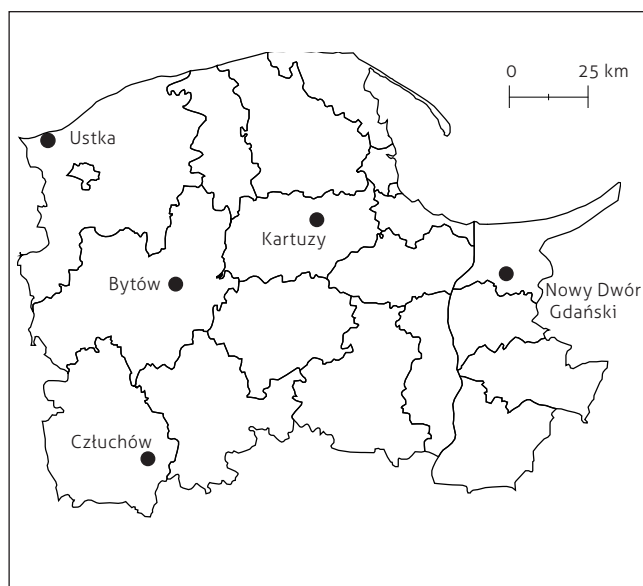 0 25 km
Ustka
Kartuzy
Bytów
Nowy Dwór
Gdański
Człuchów